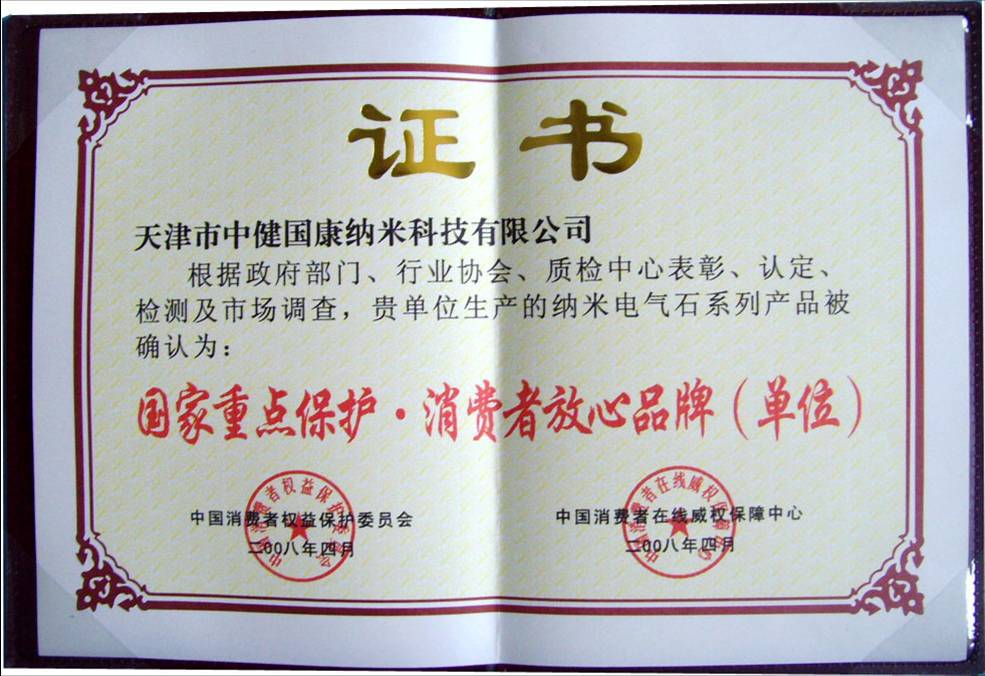 证书
天津市中健国康纳米科技有限公司
根据政府部门、行业协会、质检中心表彰、认定、
检测及市场调查，贵单位生产的纳米电气石系列产品被
确认为：
国家重点保护·消费者放心品牌（单位）
中国消费者权益保护委员会
二00八年四月
中国消费者在线威权保障中心
二00八年四月